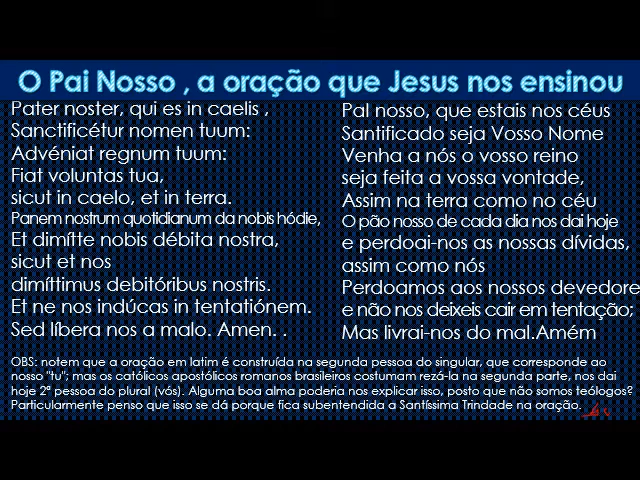 O Pai Nosso , a oração que Jesus nos ensinou
Pater noster, qui es in caelis ,
Sanctificétur nomen tuum:
Advéniat regnum tuum:
Fiat voluntas tua,
sicut in caelo, et in terra.
Panem nostrum quotidianum da nobis hódie,
Et dimítte nobis débita nostra,
sicut et nos
dimíttimus debitóribus nostris.
Et ne nos indúcas in tentatiónem.
Sed líbera nos a malo. Amen. .
PaI nosso, que estais nos céus
Santificado seja Vosso Nome
Venha a nós o vosso reino
seja feita a vossa vontade,
Assim na terra como no céu
O pão nosso de cada dia nos dai hoje
e perdoai-nos as nossas dívidas,
assim como nós
Perdoamos aos nossos devedore
e não nos deixeis cair em tentação;
Mas livrai-nos do mal.Amém
OBS: notem que a oração em latim é construída na segunda pessoa do singular, que corresponde ao
nosso "tu"; mas os católicos apostólicos romanos brasileiros costumam rezá-la na segunda parte, nos dai
hoje 2ª pessoa do plural (vós). Alguma boa alma poderia nos explicar isso, posto que não somos teólogos?
Particularmente penso que isso se dá porque fica subentendida a Santíssima Trindade na oração.